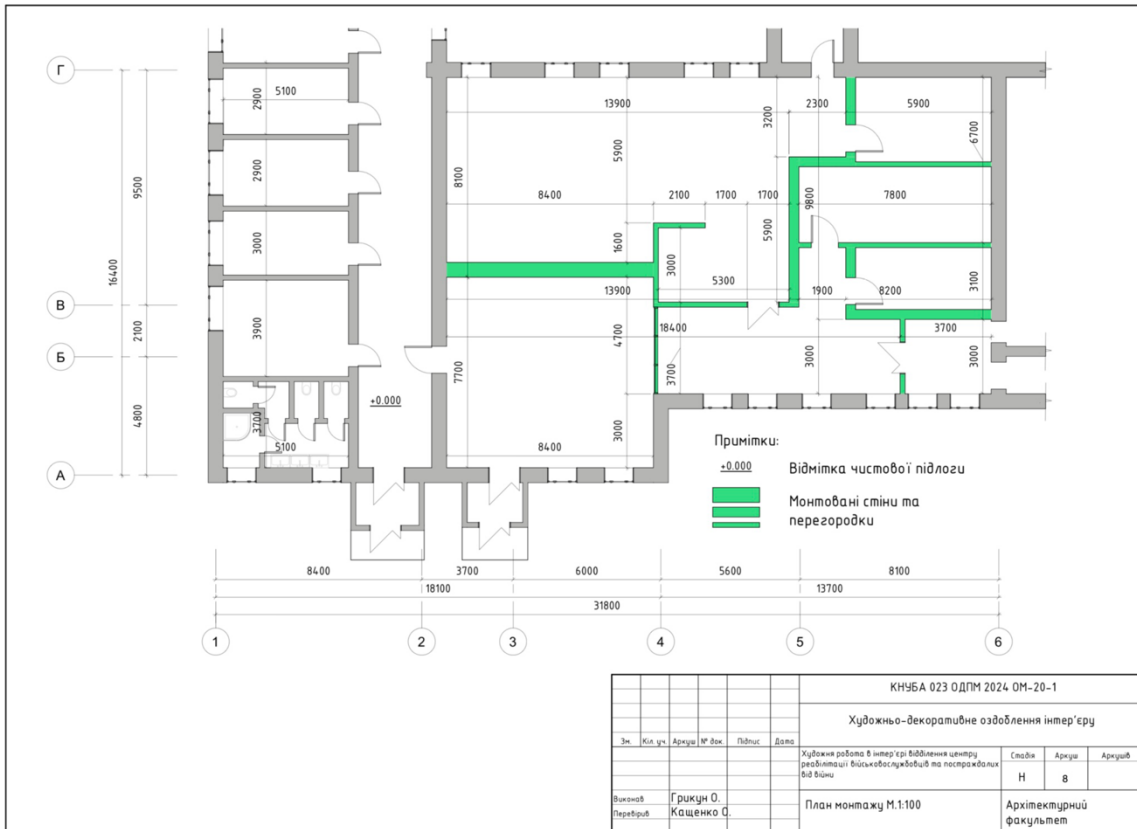 Г
В
Б
А
16400
9500
2100
4800
5100
2900
2900
3000
3900
3700
5100
+0.000
13900
2300
5900
3200
6700
5900
8100
8400
2100
1700
1700
9800
7800
5900
1600
3000
5300
13900
1900
8200
3100
18400
3700
4700
3000
3000
7700
3700
3000
8400
Примітки:
+0.000 Відмітка чистової підлоги
Монтовані стіни та
перегородки
8400 3700 6000 5600 8100
18100 13700
31800
1 2 3 4 5 6
КНУБА 023 ОДПМ 2024 ОМ-20-1
Художньо-декоративне оздоблення інтер'єру
Зм. Кіл. уч. Аркуш № док. Підпис Дата
Художня робота в інтер'єрі відділення центру
реабілітації військовослужбовців та постраждалих
від війни
Стадія Аркуш Аркушів
Н 8
Виконав Грикун О.
Перевірив Кащенко О.
План монтажу М.1:100
Архітектурний
факультет